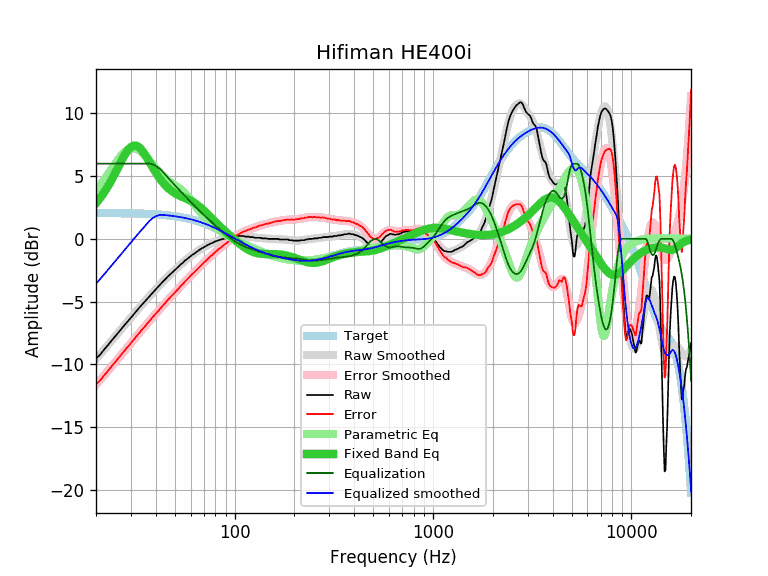 Hifiman HE400i
Amplitude (dBr)
10
5
0
−5
−10
−15
−20
Target
Raw Smoothed
Error Smoothed
Raw
Error
Parametric Eq
Fixed Band Eq
Equalization
Equalized smoothed
100
1000
10000
Frequency (Hz)